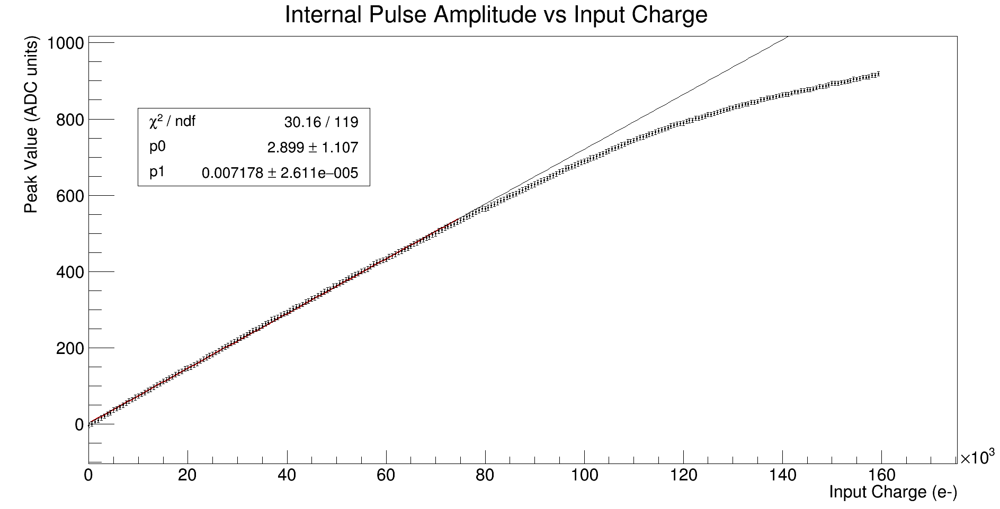 Internal Pulse Amplitude vs Input Charge
Peak Value (ADC units)
1000
800
600
400
200
0
χ² / ndf 30.16 / 119
p0 2.899 ± 1.107
p1 0.007178 ± 2.611e−005
0 20 40 60 80 100 120 140 160 ×10³
Input Charge (e-)